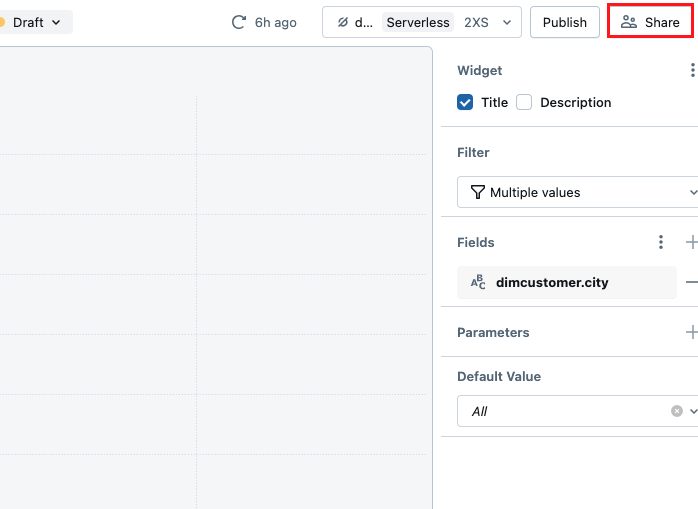 Draft 6h ago d... Serverless 2XS Publish Share
Widget
Title Description
Filter
Multiple values
Fields
ABC dimcustomer.city
Parameters
Default Value
All